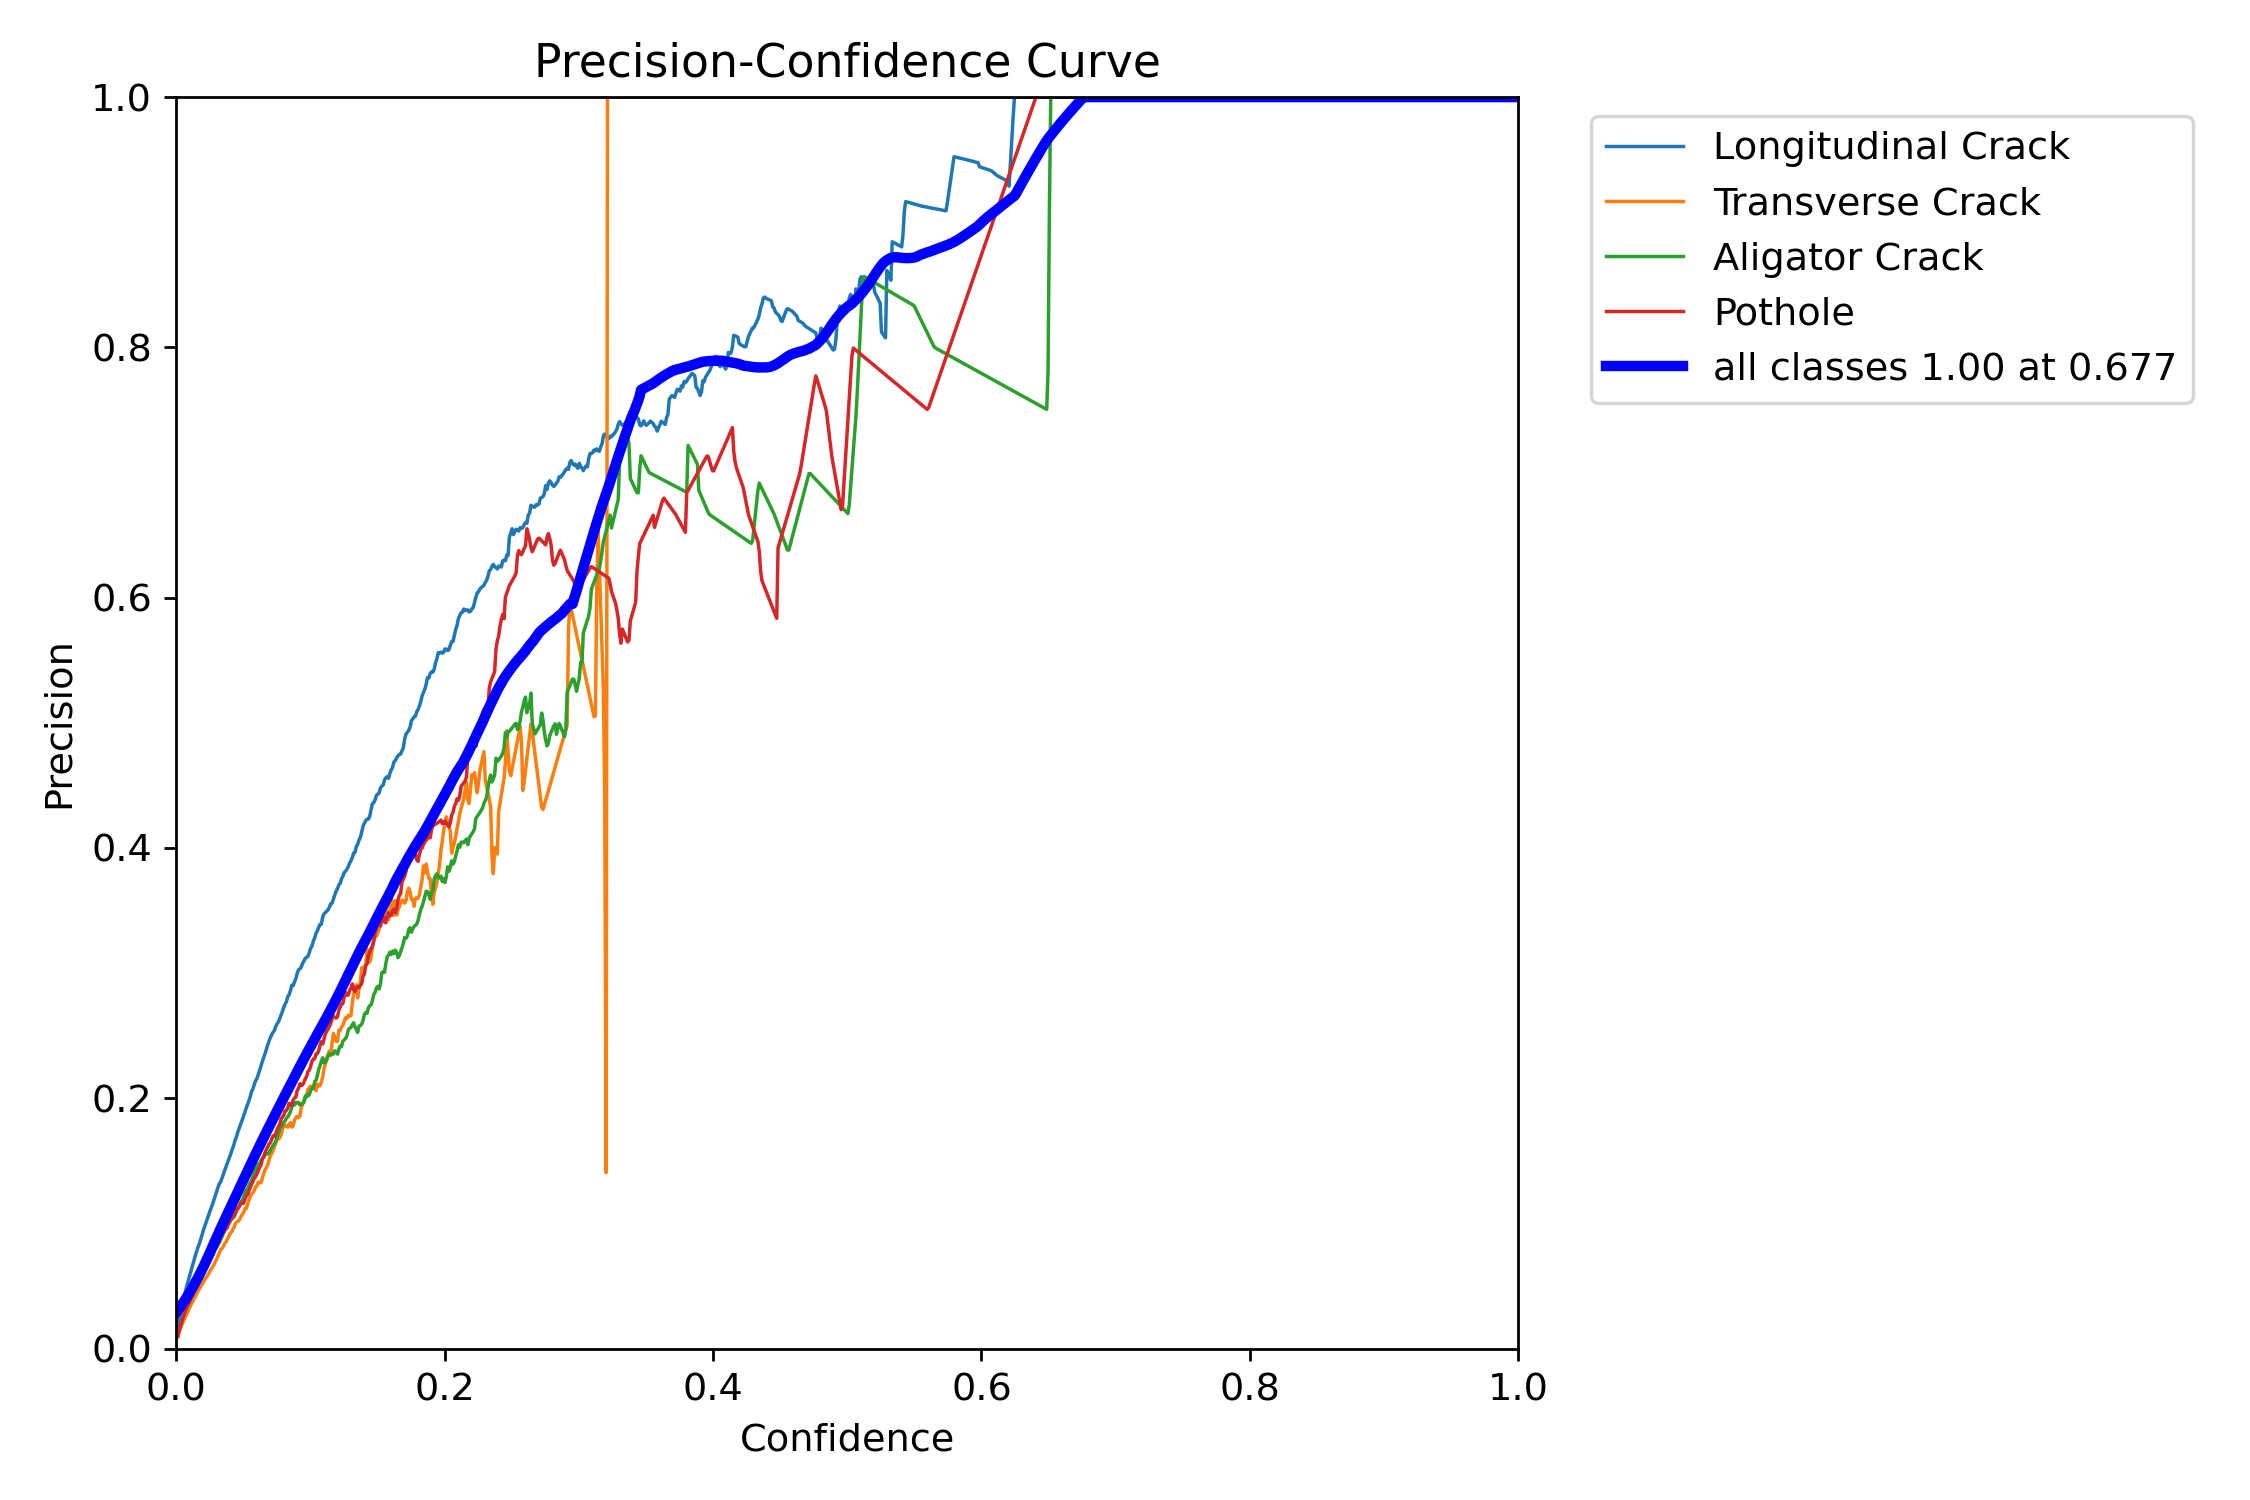 Precision-Confidence Curve
1.0
0.8
0.6
0.4
0.2
0.0
Precision
0.0 0.2 0.4 0.6 0.8 1.0
Confidence
Longitudinal Crack
Transverse Crack
Aligator Crack
Pothole
all classes 1.00 at 0.677